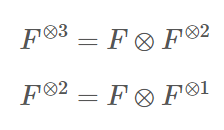 F⊗3 = F ⊗ F⊗2
F⊗2 = F ⊗ F⊗1